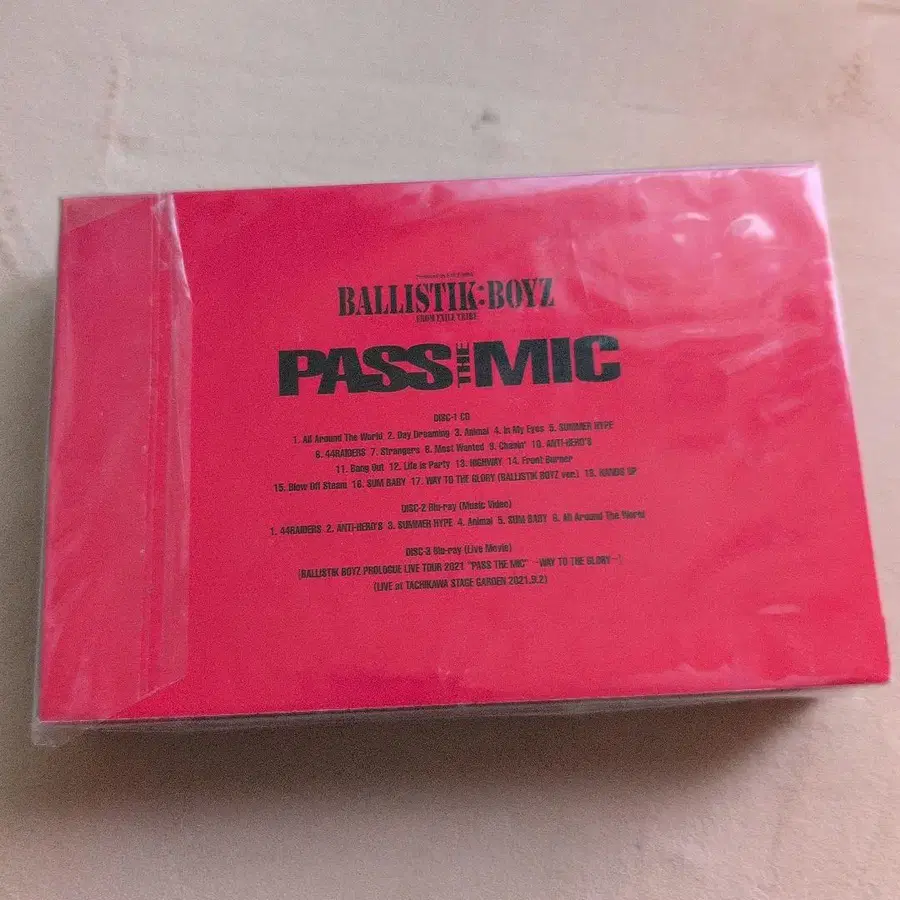 BALLISTIK:BOYZ
FROM EXILE TRIBE
PASS THE MIC
DISC-1 CD
1. All Around The World 2. Day Dreaming 3. Animal 4. In My Eyes 5. SUMMER HYPE
6. 44RAIDERS 7. Strangers 8. Most Wanted 9. Chasin' 10. ANTI-HERO'S
11. Bang Out 12. Life is Party 13. HIGHWAY 14. Front Burner
15. Blow Off Steam 16. SUM BABY 17. WAY TO THE GLORY (BALLISTIK BOYZ ver.) 18. HANDS UP
DISC-2 Blu-ray (Music Video)
1. 44RAIDERS 2. ANTI-HERO'S 3. SUMMER HYPE 4. Animal 5. SUM BABY 6. All Around The World
DISC-3 Blu-ray (Live Movie)
[BALLISTIK BOYZ PROLOGUE LIVE TOUR 2021 "PASS THE MIC" ~WAY TO THE GLORY~]
(LIVE at TACHIKAWA STAGE GARDEN 2021.9.2)